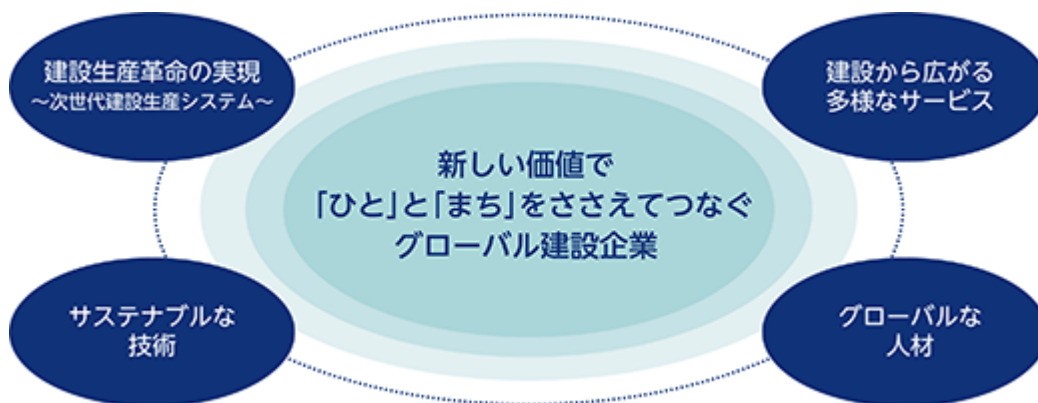 建設生産革命の実現
～次世代建設生産システム～
建設から広がる
多様なサービス
新しい価値で
「ひと」と「まち」をささえてつなぐ
グローバル建設企業
サステナブルな
技術
グローバルな
人材